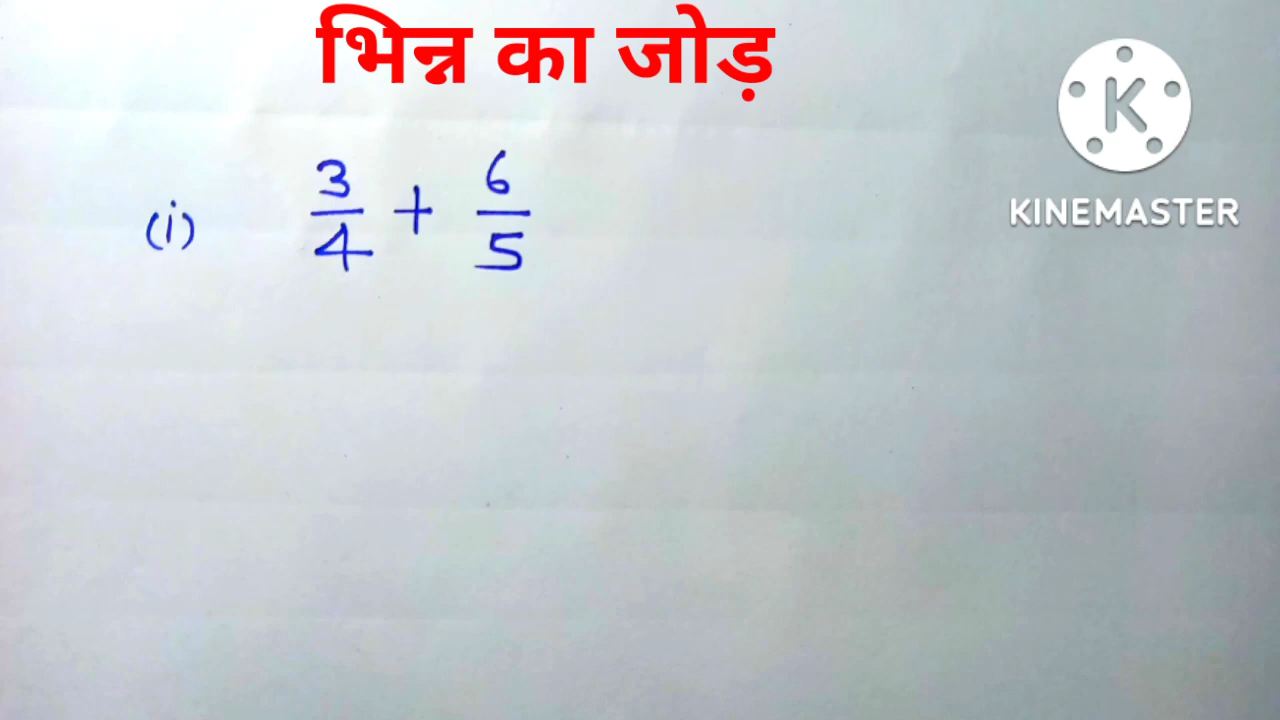 भिन्न का जोड़
K
KINEMASTER
(i) 3/4 + 6/5